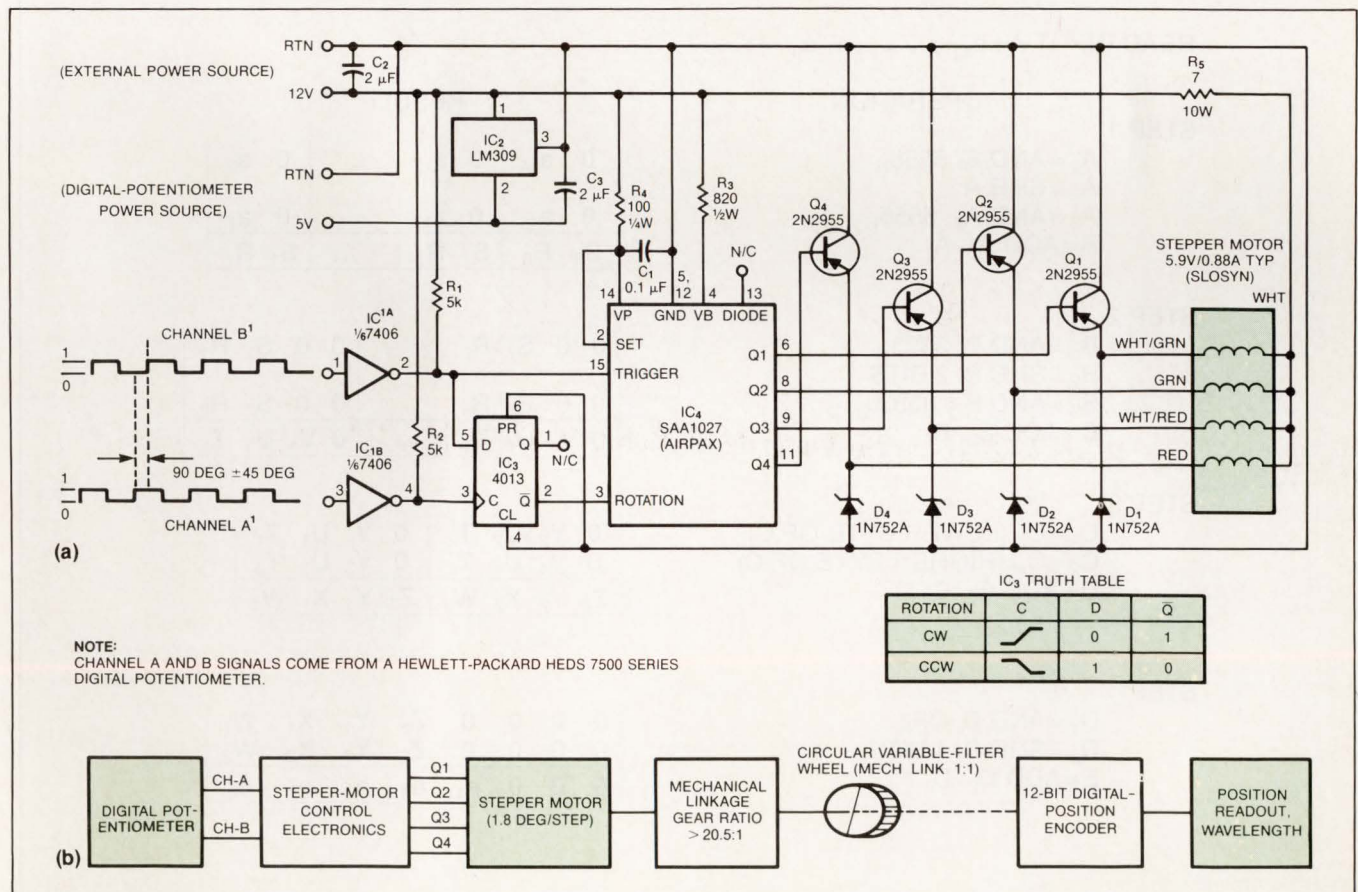 RTN
(EXTERNAL POWER SOURCE)
12V
C2
2 µF
RTN
(DIGITAL-POTENTIOMETER
POWER SOURCE)
5V
1
IC2
LM309
3
2
C3
2 µF
R4
100
¼W
R3
820
½W
C1
0.1 µF
R5
7
10W
N/C
Q4
2N2955
Q3
2N2955
Q2
2N2955
Q1
2N2955
STEPPER MOTOR
5.9V/0.88A TYP
(SLOSYN)
WHT
WHT/GRN
GRN
WHT/RED
RED
R1
5k
R2
5k
CHANNEL B¹
1
0
IC1A
⅙7406
1
2
90 DEG ±45 DEG
IC1B
⅙7406
3
4
1
0
CHANNEL A¹
6
PR
5
D
Q
1
N/C
IC3
4013
3
C
Q̅
2
CL
4
14
5,
12
4
13
VP
GND
VB
DIODE
2
SET
15
TRIGGER
IC4
SAA1027
(AIRPAX)
3
ROTATION
Q1
6
Q2
8
Q3
9
Q4
11
D4
1N752A
D3
1N752A
D2
1N752A
D1
1N752A
(a)
IC3 TRUTH TABLE
ROTATION C D Q̅
CW 0 1
CCW 1 0
NOTE:
CHANNEL A AND B SIGNALS COME FROM A HEWLETT-PACKARD HEDS 7500 SERIES
DIGITAL POTENTIOMETER.
(b)
DIGITAL POT-
ENTIOMETER
CH-A
CH-B
STEPPER-MOTOR
CONTROL
ELECTRONICS
Q1
Q2
Q3
Q4
STEPPER MOTOR
(1.8 DEG/STEP)
MECHANICAL
LINKAGE
GEAR RATIO
> 20.5:1
CIRCULAR VARIABLE-FILTER
WHEEL (MECH LINK 1:1)
12-BIT DIGITAL-
POSITION
ENCODER
POSITION
READOUT,
WAVELENGTH